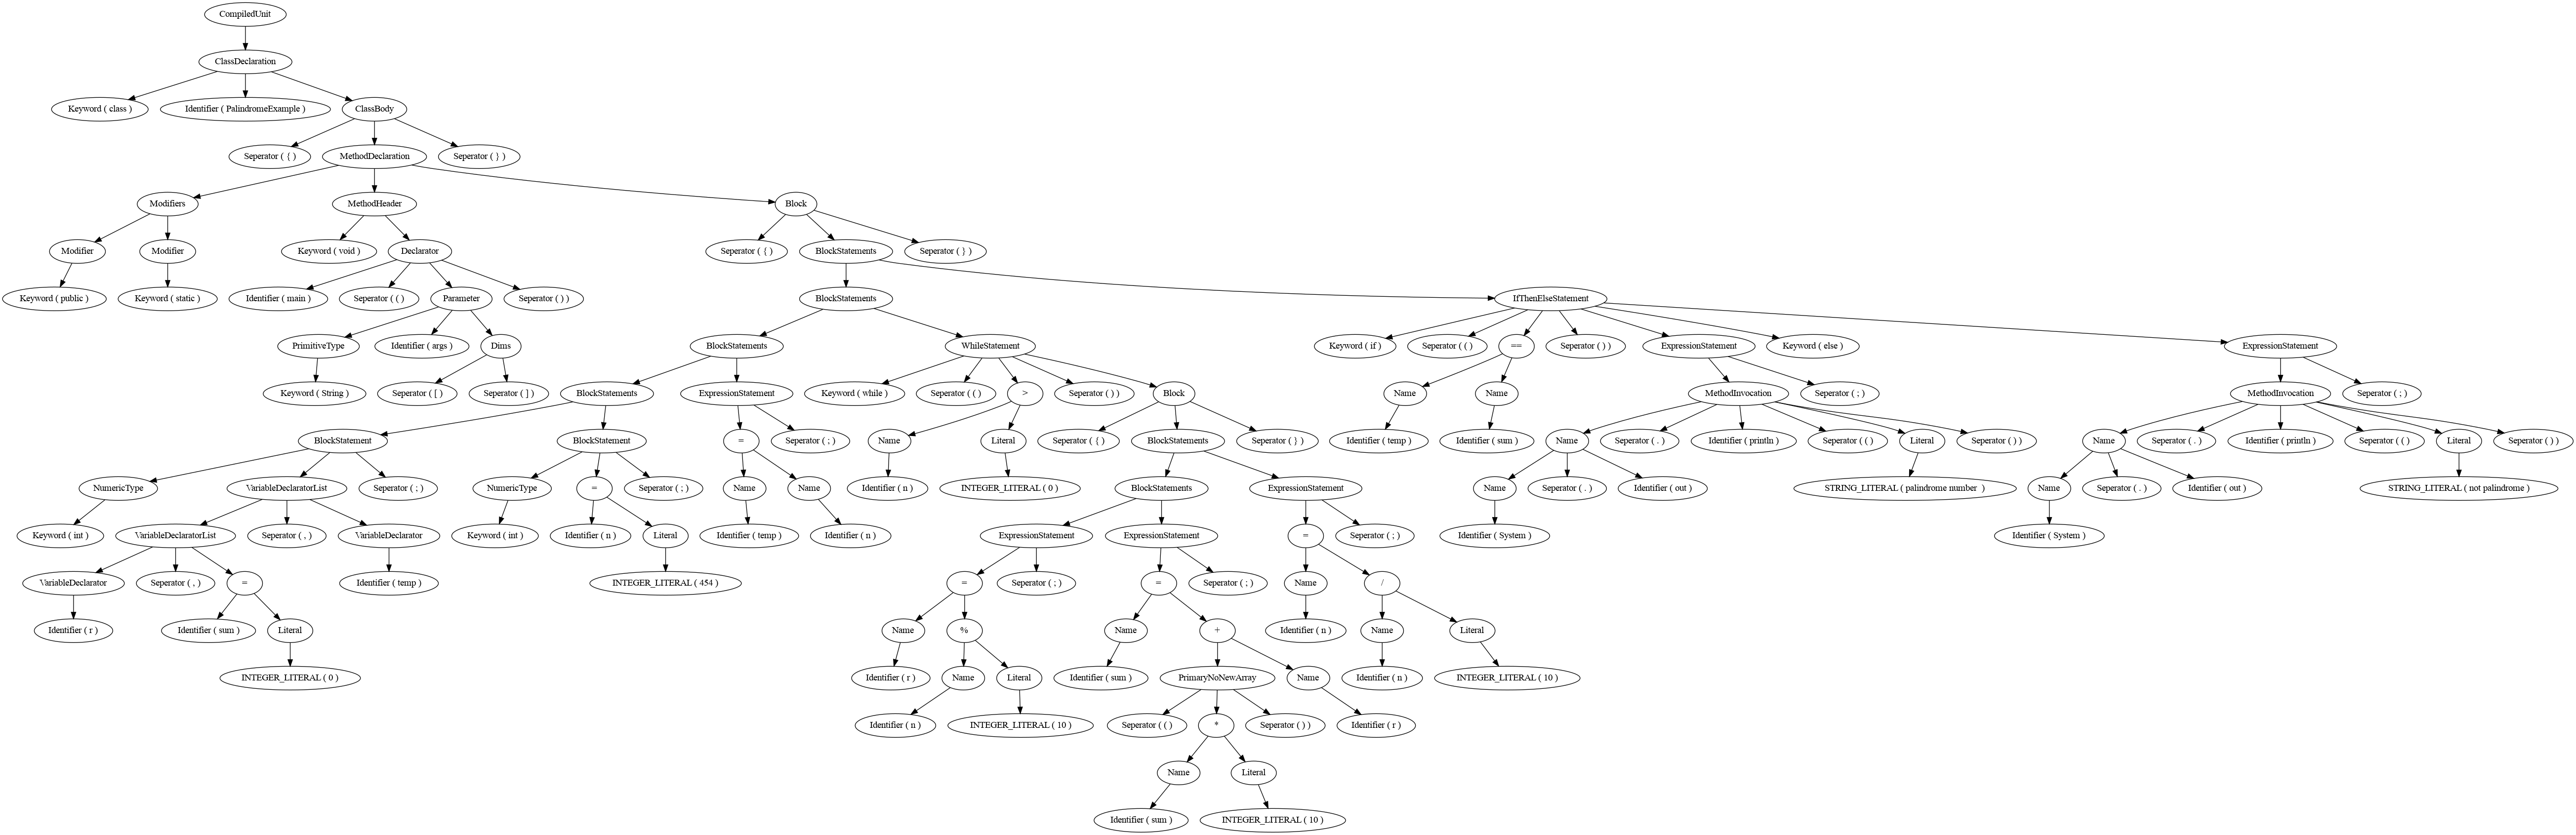 CompiledUnit
ClassDeclaration
Keyword ( class )
Identifier ( PalindromeExample )
ClassBody
Seperator ( { )
MethodDeclaration
Seperator ( } )
Modifiers
MethodHeader
Block
Modifier
Modifier
Keyword ( void )
Declarator
Seperator ( { )
BlockStatements
Seperator ( } )
Keyword ( public )
Keyword ( static )
Identifier ( main )
Seperator ( ( )
Parameter
Seperator ( ) )
BlockStatements
IfThenElseStatement
PrimitiveType
Identifier ( args )
Dims
BlockStatements
WhileStatement
Keyword ( if )
Seperator ( ( )
==
Seperator ( ) )
ExpressionStatement
Keyword ( else )
ExpressionStatement
Keyword ( String )
Seperator ( [ )
Seperator ( ] )
BlockStatements
ExpressionStatement
Keyword ( while )
Seperator ( ( )
>
Seperator ( ) )
Block
Name
Name
MethodInvocation
Seperator ( ; )
MethodInvocation
Seperator ( ; )
BlockStatement
BlockStatement
=
Seperator ( ; )
Name
Literal
Seperator ( { )
BlockStatements
Seperator ( } )
Identifier ( temp )
Identifier ( sum )
Name
Seperator ( . )
Identifier ( println )
Seperator ( ( )
Literal
Seperator ( ) )
Name
Seperator ( . )
Identifier ( println )
Seperator ( ( )
Literal
Seperator ( ) )
NumericType
VariableDeclaratorList
Seperator ( ; )
NumericType
=
Seperator ( ; )
Name
Name
Identifier ( n )
INTEGER_LITERAL ( 0 )
BlockStatements
ExpressionStatement
Name
Seperator ( . )
Identifier ( out )
STRING_LITERAL ( palindrome number  )
Name
Seperator ( . )
Identifier ( out )
STRING_LITERAL ( not palindrome )
Keyword ( int )
VariableDeclaratorList
Seperator ( , )
VariableDeclarator
Keyword ( int )
Identifier ( n )
Literal
Identifier ( temp )
Identifier ( n )
ExpressionStatement
ExpressionStatement
=
Seperator ( ; )
Identifier ( System )
Identifier ( System )
VariableDeclarator
Seperator ( , )
=
Identifier ( temp )
INTEGER_LITERAL ( 454 )
=
Seperator ( ; )
=
Seperator ( ; )
Name
/
Identifier ( r )
Identifier ( sum )
Literal
Name
%
Name
+
Identifier ( n )
Name
Literal
INTEGER_LITERAL ( 0 )
Identifier ( r )
Name
Literal
Identifier ( sum )
PrimaryNoNewArray
Name
Identifier ( n )
INTEGER_LITERAL ( 10 )
Identifier ( n )
INTEGER_LITERAL ( 10 )
Seperator ( ( )
*
Seperator ( ) )
Identifier ( r )
Name
Literal
Identifier ( sum )
INTEGER_LITERAL ( 10 )